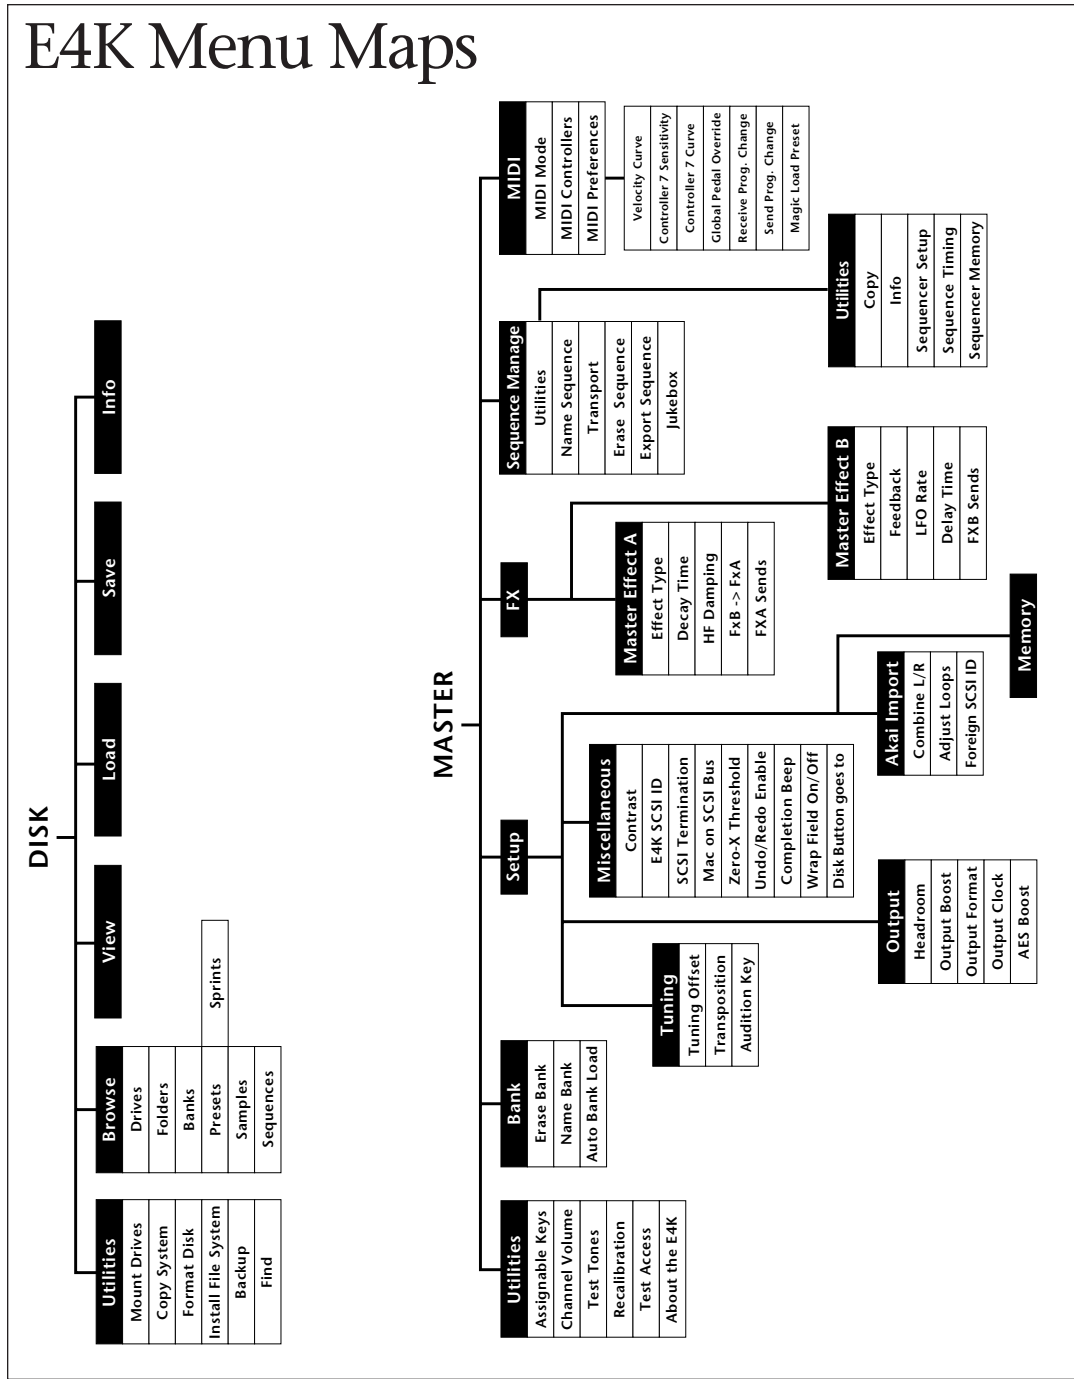 E4K Menu Maps
DISK
Utilities
Mount Drives
Copy System
Format Disk
Install File System
Backup
Find
Browse
Drives
Folders
Banks
Presets
Sprints
Samples
Sequences
View
Load
Save
Info
MASTER
Utilities
Assignable Keys
Channel Volume
Test Tones
Recalibration
Test Access
About the E4K
Bank
Erase Bank
Name Bank
Auto Bank Load
Setup
Tuning
Tuning Offset
Transposition
Audition Key
Output
Headroom
Output Boost
Output Format
Output Clock
AES Boost
Miscellaneous
Contrast
E4K SCSI ID
SCSI Termination
Mac on SCSI Bus
Zero-X Threshold
Undo/Redo Enable
Completion Beep
Wrap Field On/Off
Disk Button goes to
Akai Import
Combine L/R
Adjust Loops
Foreign SCSI ID
Memory
FX
Master Effect A
Effect Type
Decay Time
HF Damping
FxB -> FxA
FXA Sends
Master Effect B
Effect Type
Feedback
LFO Rate
Delay Time
FXB Sends
Sequence Manage
Utilities
Name Sequence
Transport
Erase Sequence
Export Sequence
Jukebox
Utilities
Copy
Info
Sequencer Setup
Sequence Timing
Sequencer Memory
MIDI
MIDI Mode
MIDI Controllers
MIDI Preferences
Velocity Curve
Controller 7 Sensitivity
Controller 7 Curve
Global Pedal Override
Receive Prog. Change
Send Prog. Change
Magic Load Preset